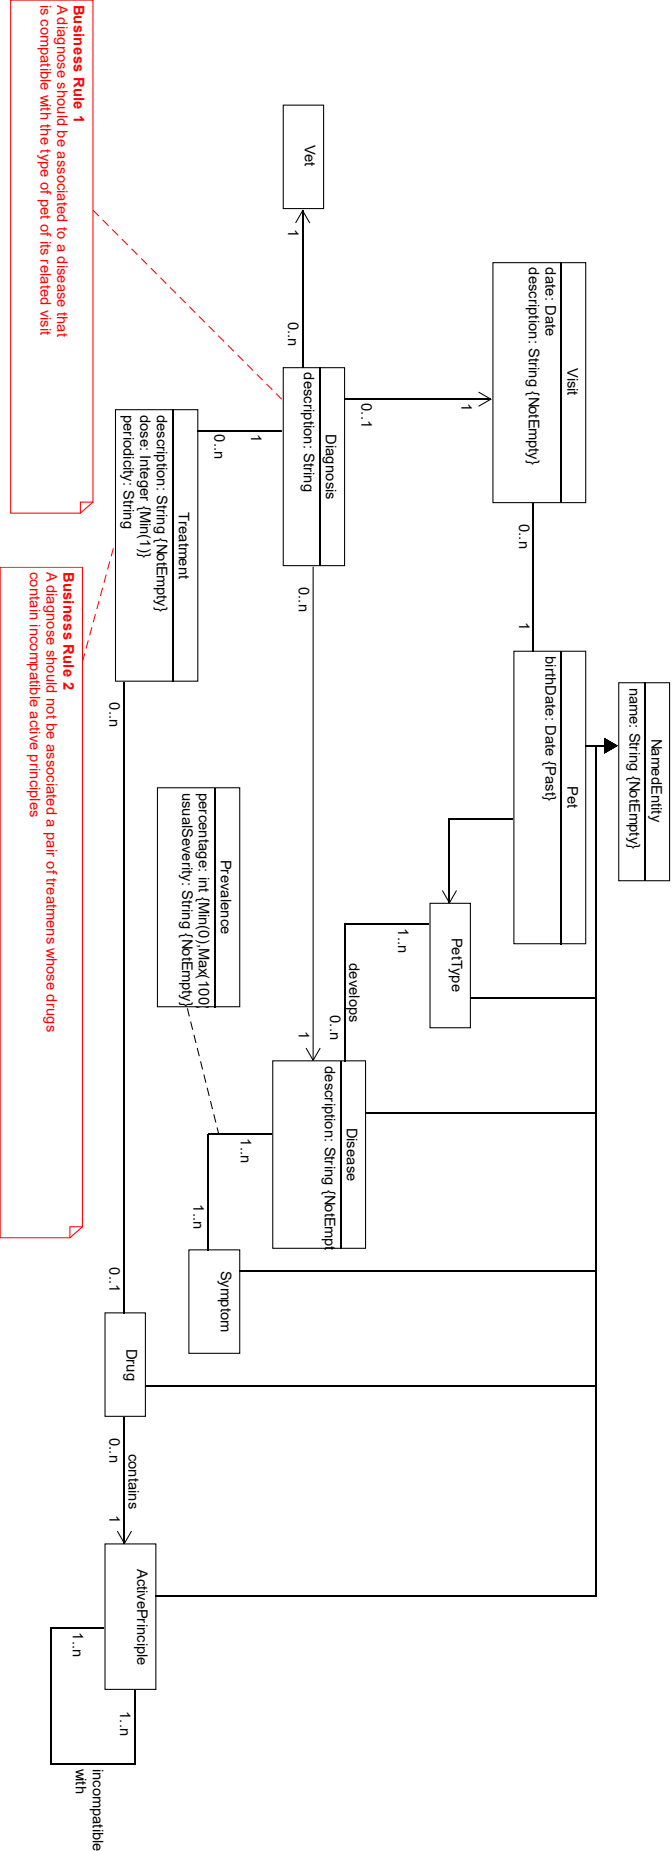 NamedEntity
name: String {NotEmpty}
Visit
date: Date
description: String {NotEmpty}
0..n
1
Pet
birthDate: Date {Past}
PetType
1..n
develops
0..n
1
0..1
Vet
1
0..n
Diagnosis
description: String
0..n
1
Disease
description: String {NotEmpt
1..n
1..n
Symptom
Prevalence
percentage: int {Min(0),Max(100)
usualSeverity: String {NotEmpty}
1
0..n
Treatment
description: String {NotEmpty}
dose: Integer {Min(1)}
periodicity: String
0..n
0..1
Drug
contains
0..n
1
ActivePrinciple
1..n
1..n
incompatible
with
Business Rule 1
A diagnose should be associated to a disease that
is compatible with the type of pet of its related visit
Business Rule 2
A diagnose should not be associated a pair of treatmens whose drugs
contain incompatible active principles